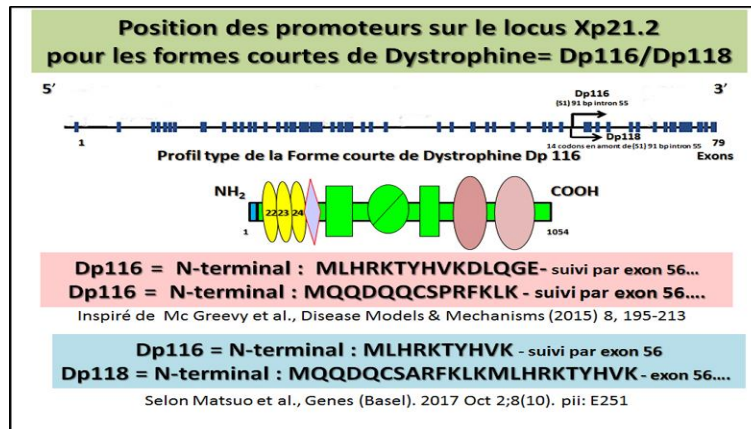 Position des promoteurs sur le locus Xp21.2
pour les formes courtes de Dystrophine= Dp116/Dp118
5′
3′
Dp116
(S1) 91 bp intron 55
Dp118
14 codons en amont de (S1) 91 bp intron 55
1
79
Exons
Profil type de la Forme courte de Dystrophine Dp 116
NH2
COOH
22
23
24
1
1054
Dp116 = N-terminal : MLHRKTYHVKDLQGE- suivi par exon 56...
Dp116 = N-terminal : MQQDQQCSPRFKLK - suivi par exon 56....
Inspiré de Mc Greevy et al., Disease Models & Mechanisms (2015) 8, 195-213
Dp116 = N-terminal : MLHRKTYHVK - suivi par exon 56
Dp118 = N-terminal : MQQDQCSARFKLKMLHRKTYHVK - exon 56....
Selon Matsuo et al., Genes (Basel). 2017 Oct 2;8(10). pii: E251